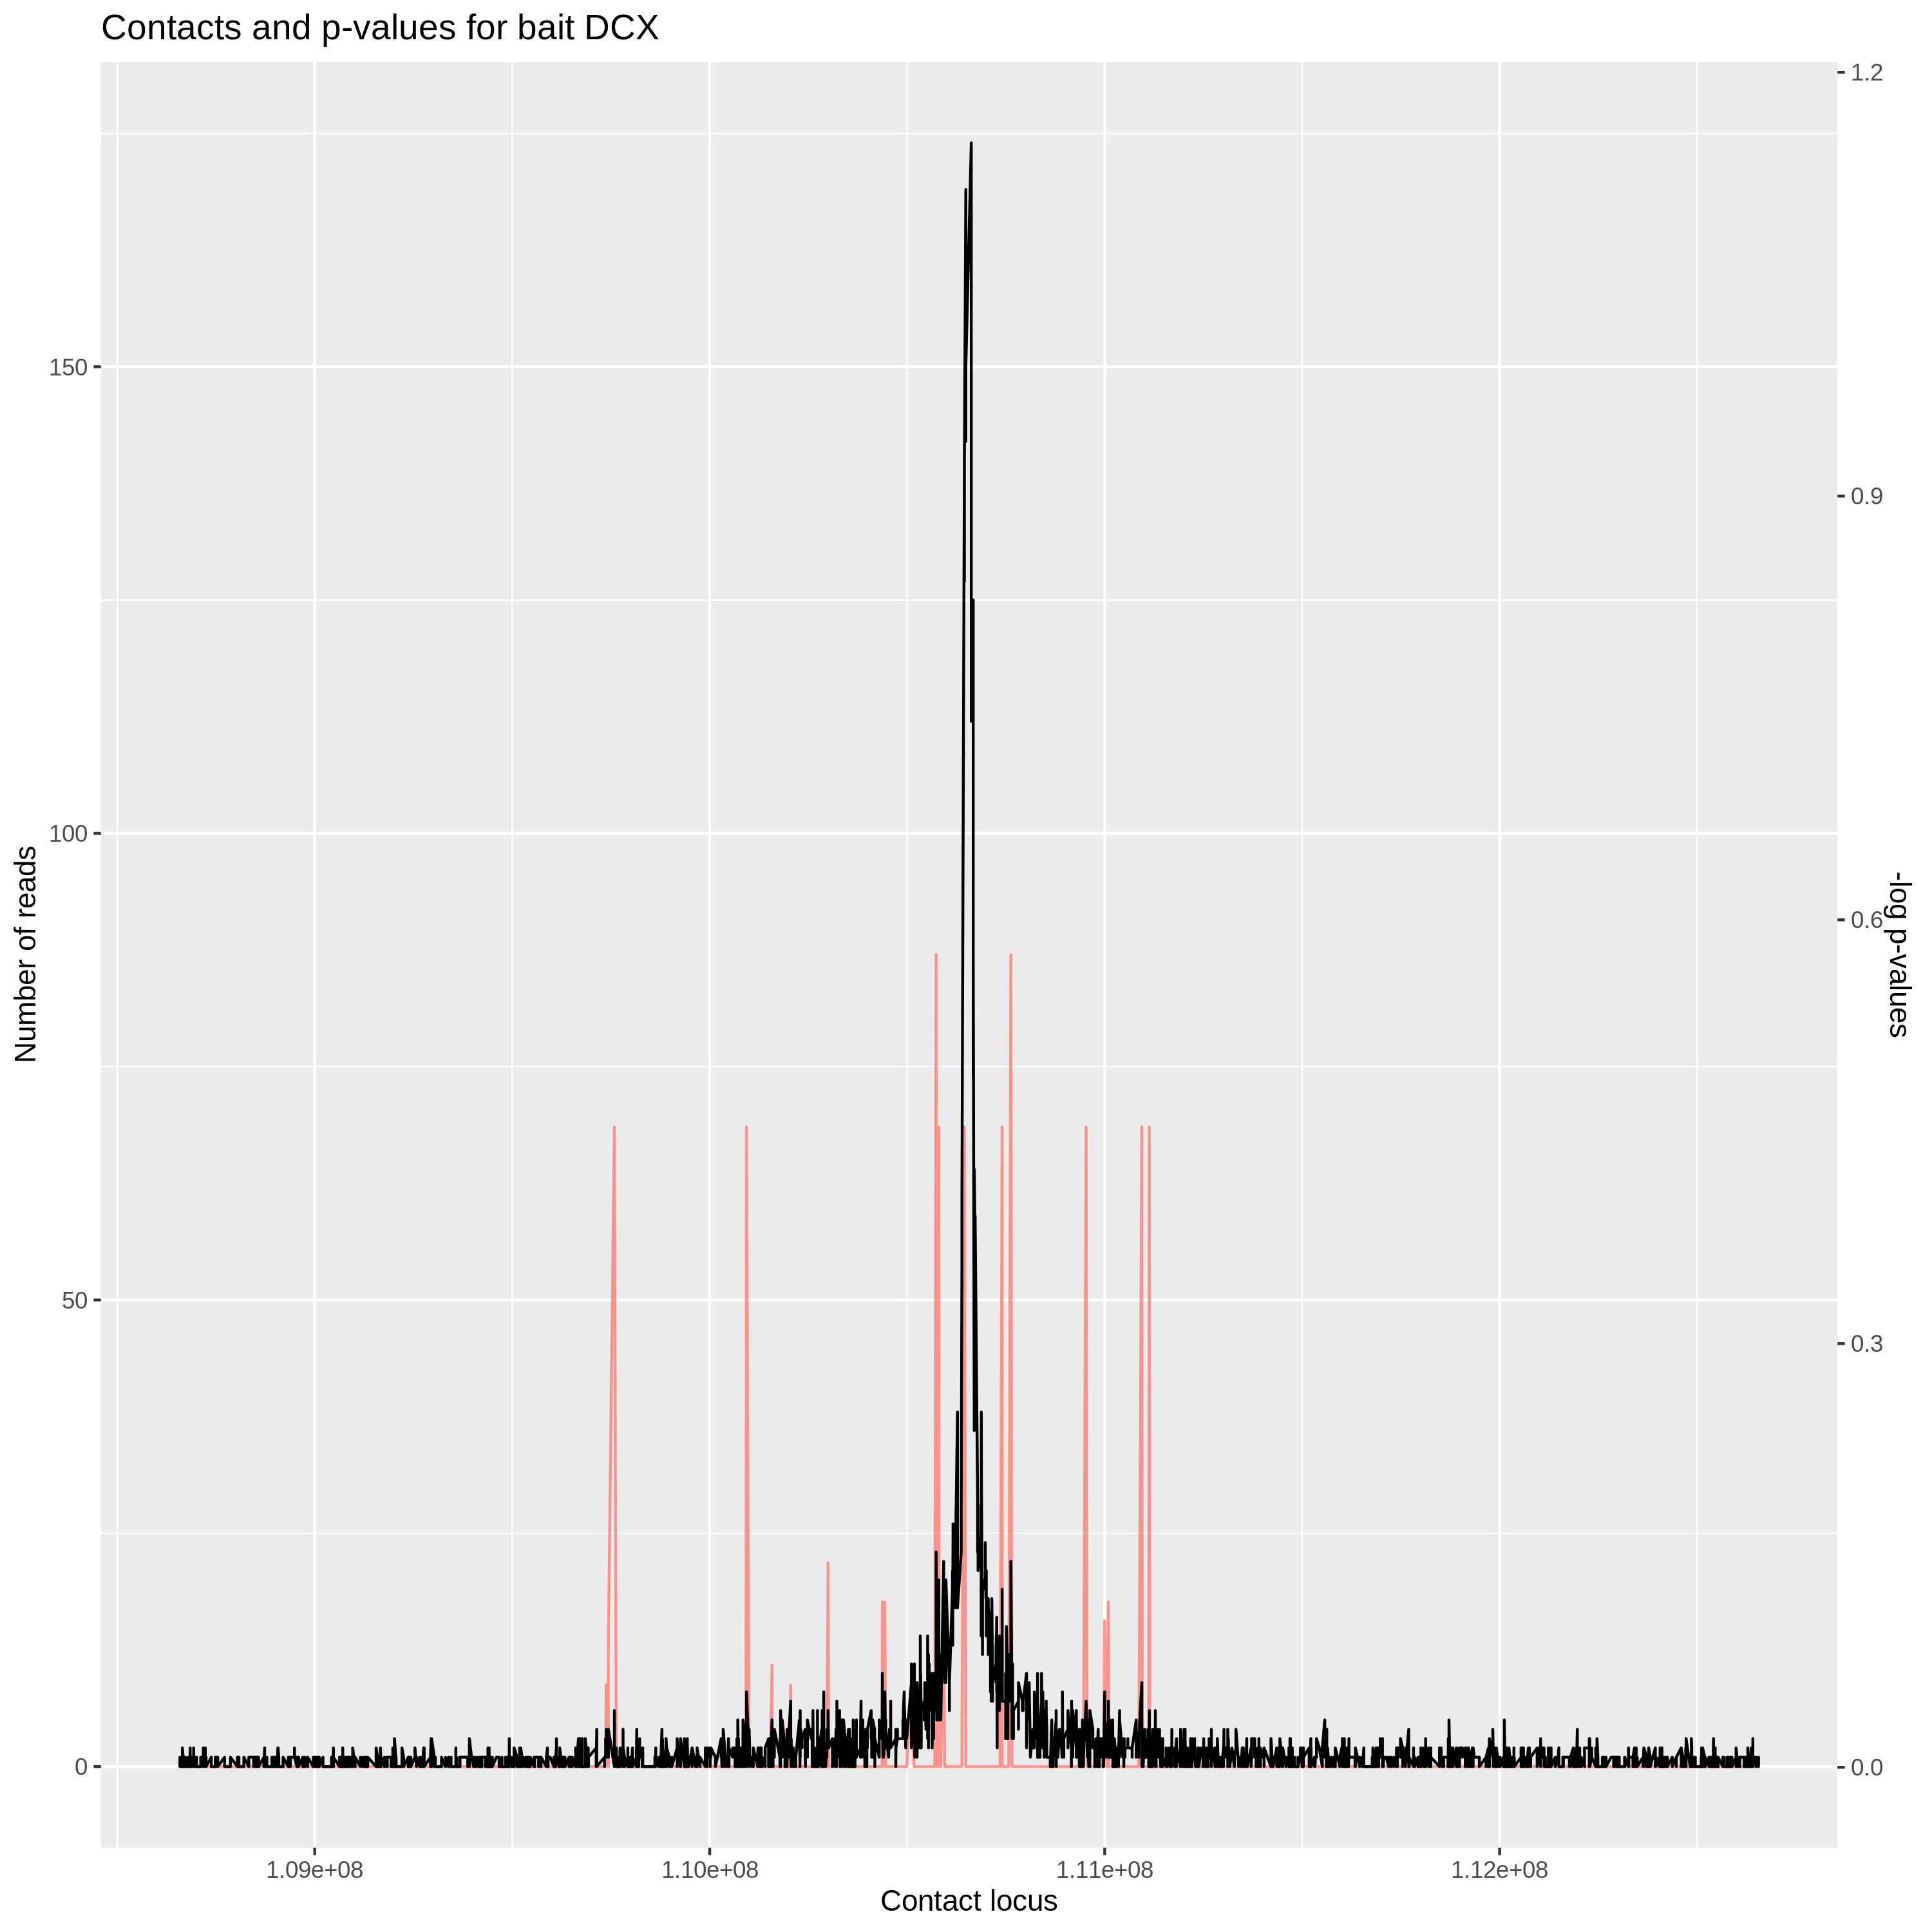 Contacts and p-values for bait DCX
Number of reads
150
100
50
0
1.2
0.9
0.6
0.3
0.0
-log p-values
1.09e+08
1.10e+08
1.11e+08
1.12e+08
Contact locus